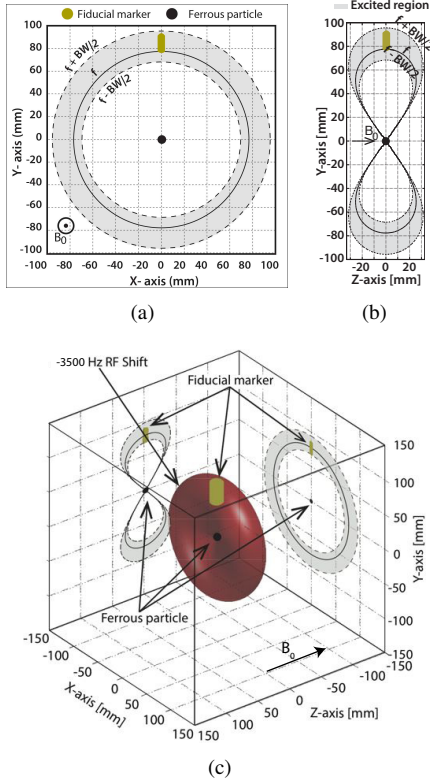 Fiducial marker Ferrous particle
Excited region
100
80
60
40
20
0
-20
-40
-60
-80
-100
Y- axis (mm)
f + BW/2
f
f - BW/2
B0
-100 -80 -60 -40 -20 0 20 40 60 80 100
X- axis (mm)
(a)
100
80
60
40
20
0
-20
-40
-60
-80
-100
Y-axis [mm]
f + BW/2
f
f - BW/2
B0
-20 0 20
Z-axis [mm]
(b)
-3500 Hz RF Shift
Fiducial marker
Ferrous particle
B0
150
100
50
0
-50
-100
-150
Y-axis [mm]
-150
-100
-50
0
50
100
150
X-axis [mm]
150
100
50
0
-50
-100
-150
Z-axis [mm]
(c)